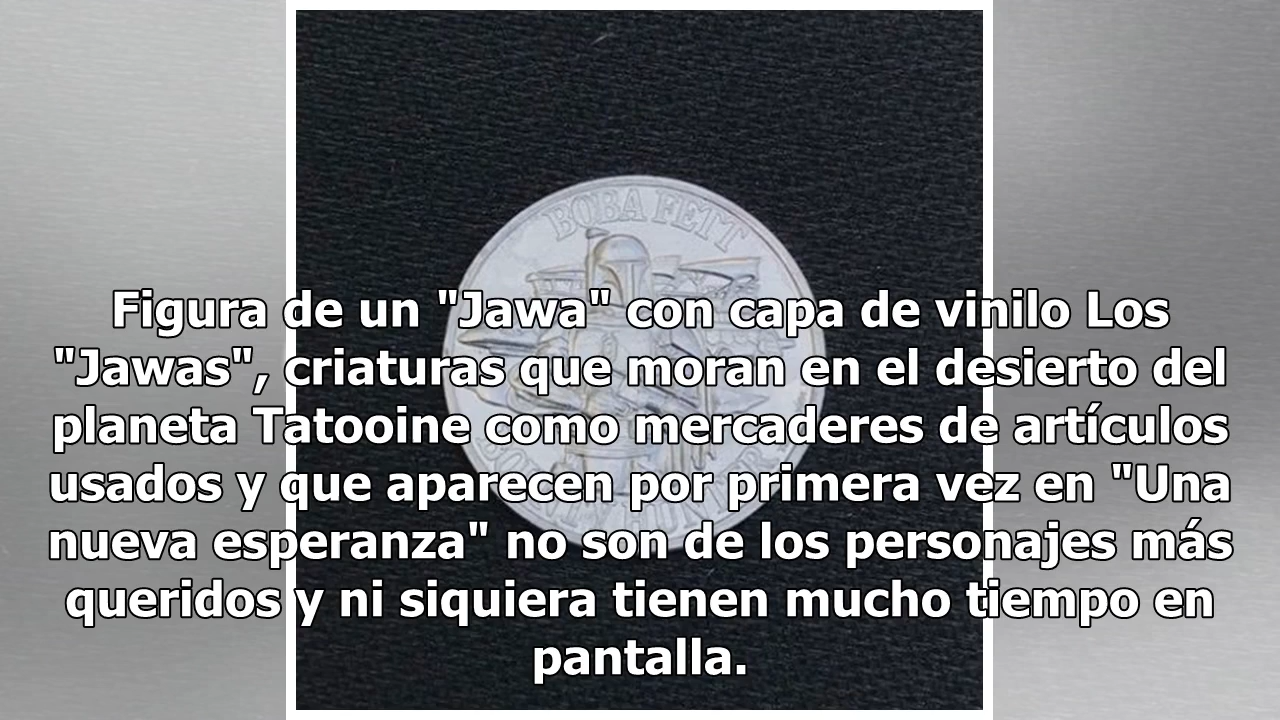 BOBA FETT
Figura de un "Jawa" con capa de vinilo Los
"Jawas", criaturas que moran en el desierto del
planeta Tatooine como mercaderes de artículos
usados y que aparecen por primera vez en "Una
nueva esperanza" no son de los personajes más
queridos y ni siquiera tienen mucho tiempo en
pantalla.